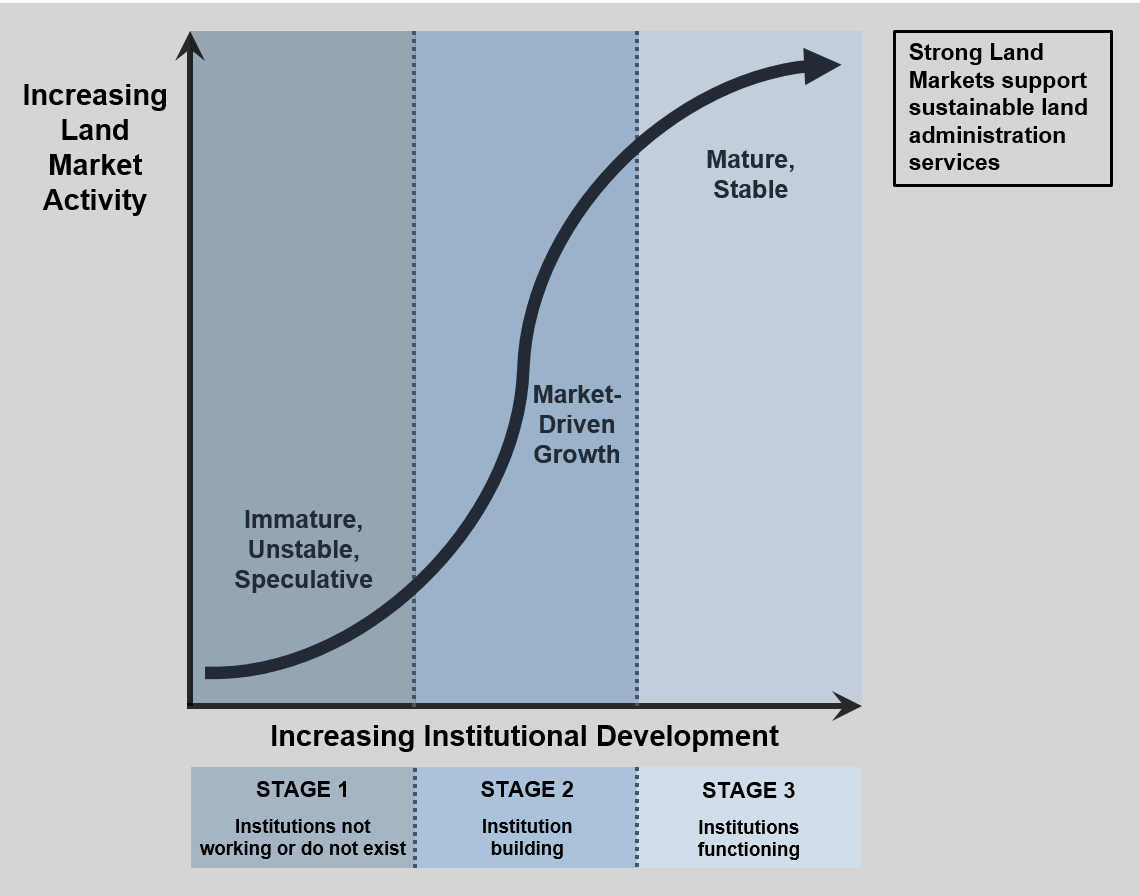 Increasing
Land
Market
Activity
Strong Land
Markets support
sustainable land
administration
services
Mature,
Stable
Market-
Driven
Growth
Immature,
Unstable,
Speculative
Increasing Institutional Development
STAGE 1
Institutions not
working or do not exist
STAGE 2
Institution
building
STAGE 3
Institutions
functioning